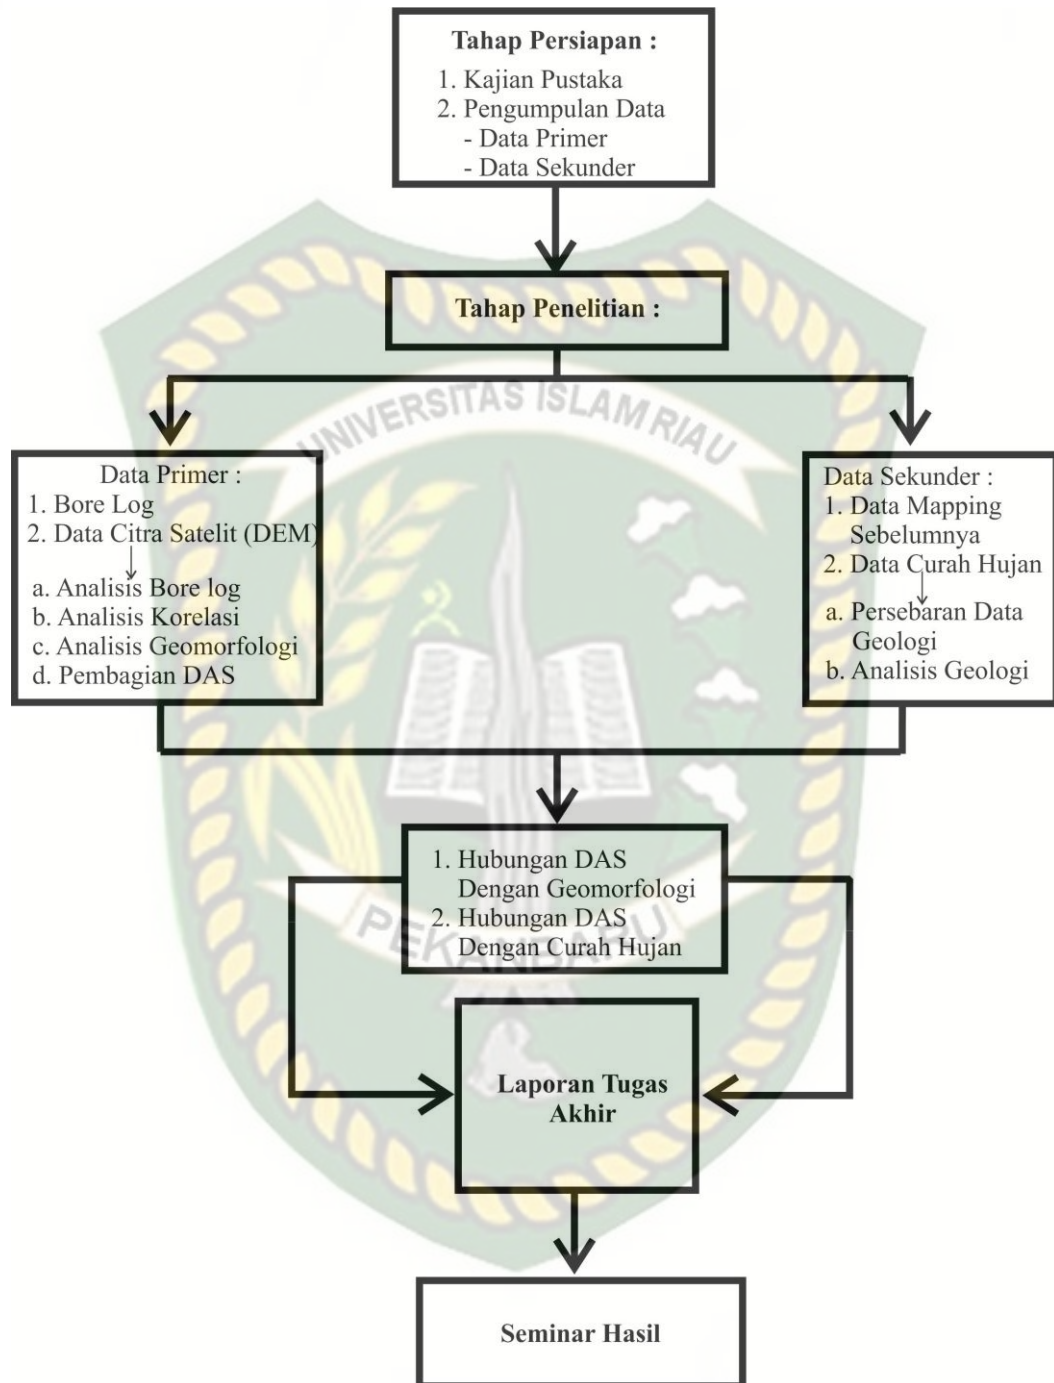 Tahap Persiapan :
1. Kajian Pustaka
2. Pengumpulan Data
- Data Primer
- Data Sekunder
Tahap Penelitian :
UNIVERSITAS ISLAM RIAU
Data Primer :
1. Bore Log
2. Data Citra Satelit (DEM)
a. Analisis Bore log
b. Analisis Korelasi
c. Analisis Geomorfologi
d. Pembagian DAS
Data Sekunder :
1. Data Mapping
Sebelumnya
2. Data Curah Hujan
a. Persebaran Data
Geologi
b. Analisis Geologi
1. Hubungan DAS
Dengan Geomorfologi
2. Hubungan DAS
Dengan Curah Hujan
PEKANBARU
Laporan Tugas
Akhir
Seminar Hasil